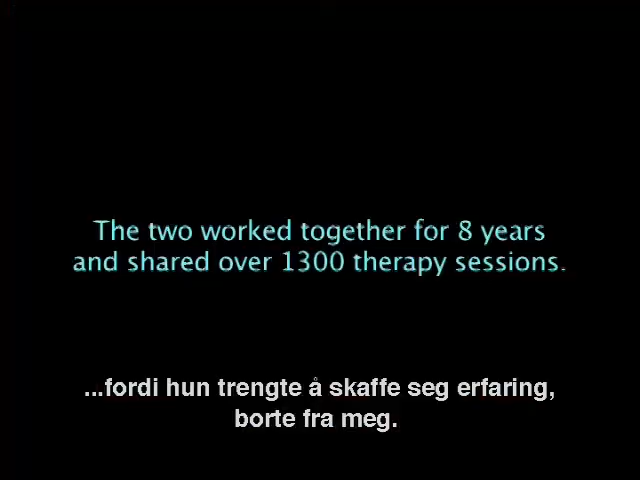 The two worked together for 8 years
and shared over 1300 therapy sessions.
...fordi hun trengte å skaffe seg erfaring,
borte fra meg.